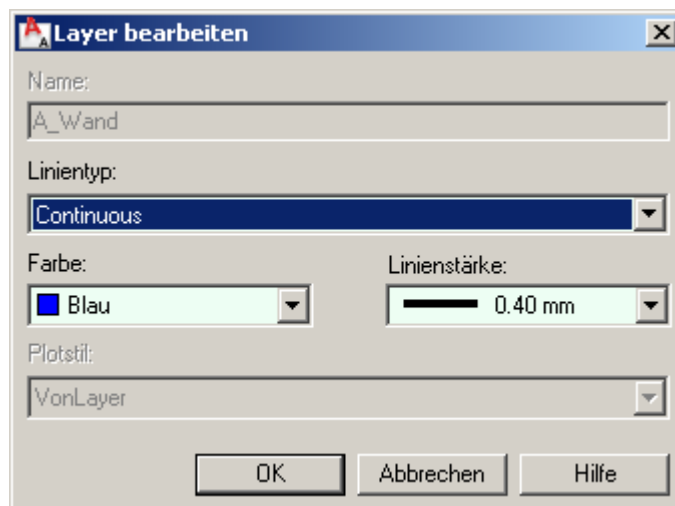 Layer bearbeiten
Name:
A_Wand
Linientyp:
Continuous
Farbe:
Linienstärke:
Blau
0.40 mm
Plotstil:
VonLayer
OK
Abbrechen
Hilfe